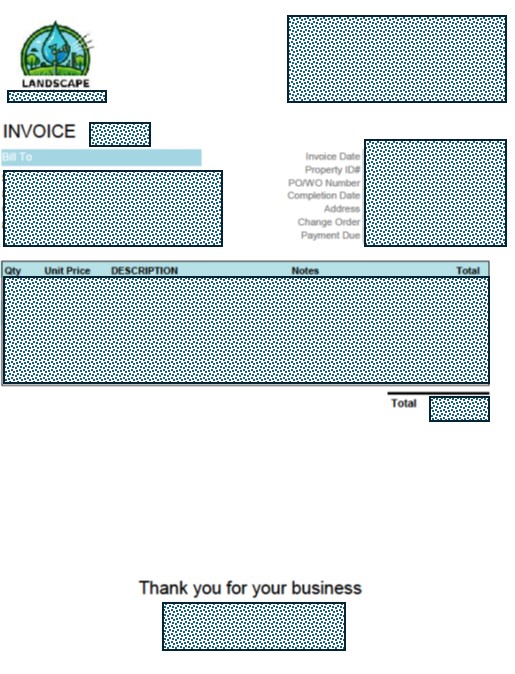 LANDSCAPE
INVOICE
Bill To
Invoice Date
Property ID#
PO/WO Number
Completion Date
Address
Change Order
Payment Due
Qty Unit Price DESCRIPTION Notes Total
Total
Thank you for your business